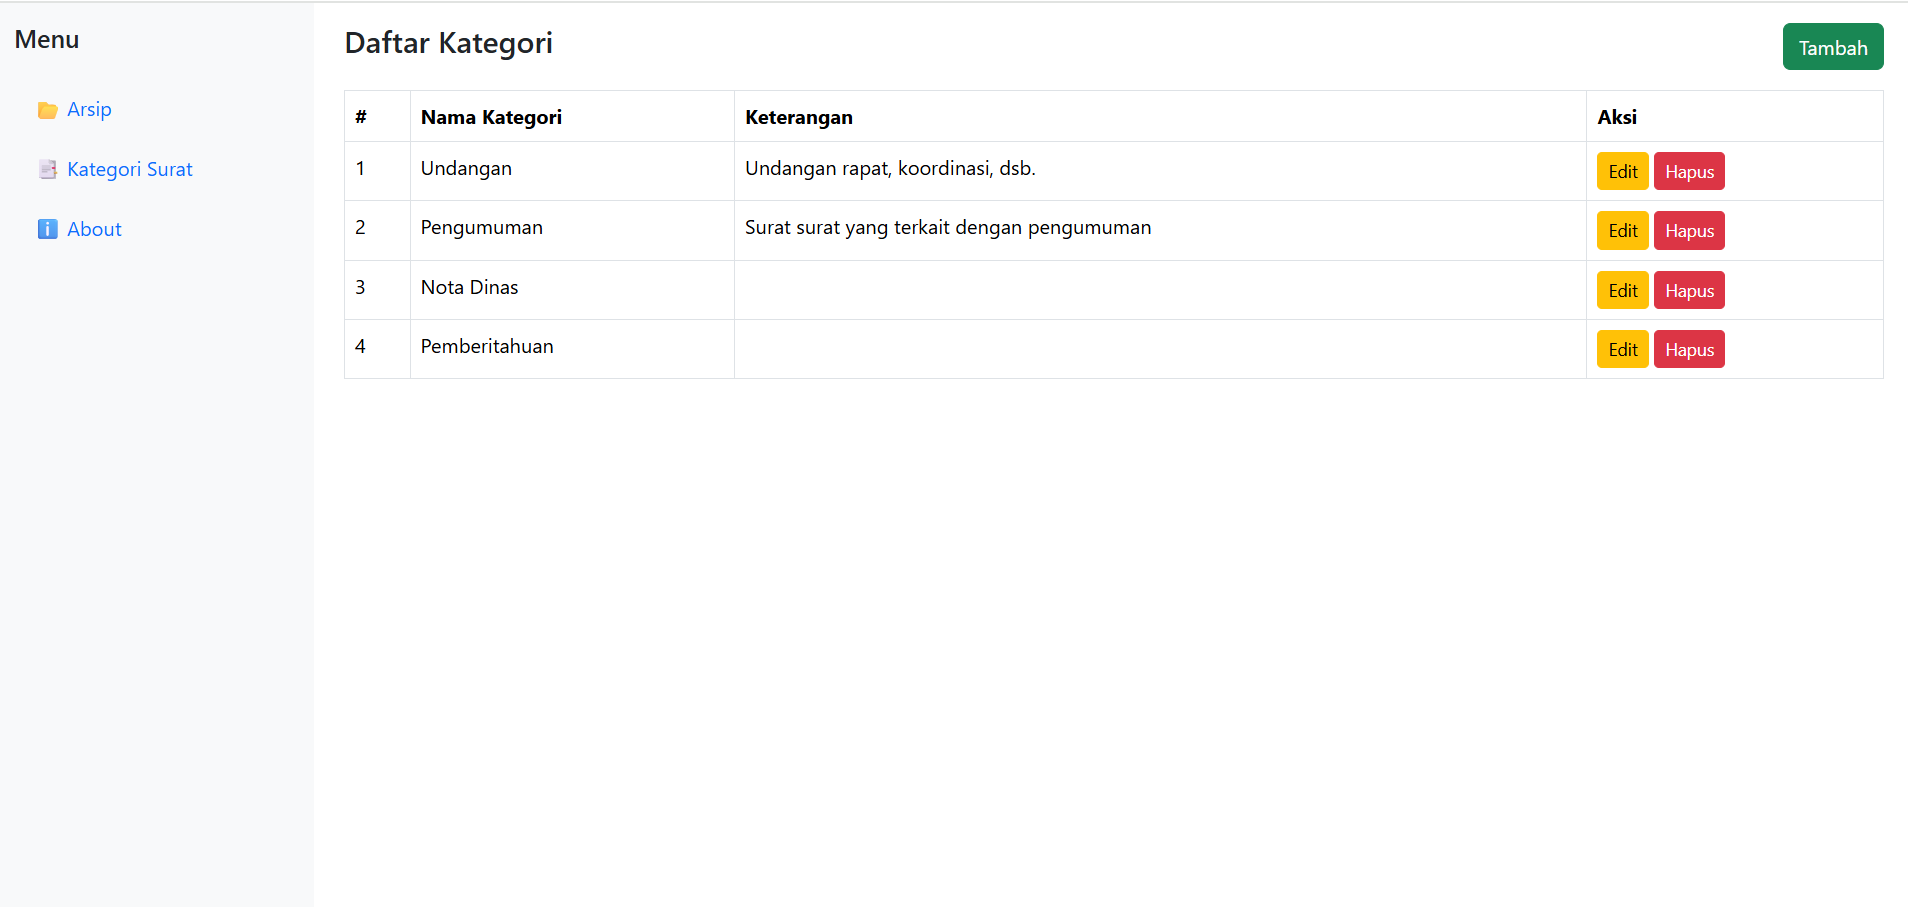 Menu
Arsip
Kategori Surat
About
Daftar Kategori
Tambah
# Nama Kategori Keterangan Aksi
1 Undangan Undangan rapat, koordinasi, dsb. Edit Hapus
2 Pengumuman Surat surat yang terkait dengan pengumuman Edit Hapus
3 Nota Dinas Edit Hapus
4 Pemberitahuan Edit Hapus